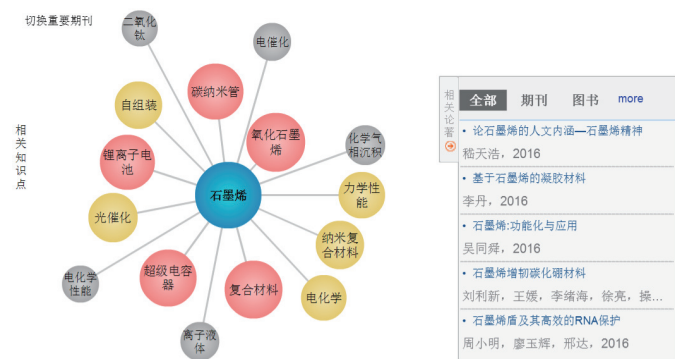 切换重要期刊
相关知识点
二氧化
钛
电催化
碳纳米管
自组装
氧化石墨
烯
化学气
相沉积
锂离子电
池
石墨烯
力学性
能
光催化
纳米复
合材料
电化学
性能
超级电容
器
复合材料
电化学
离子液
体
相关论著
全部 期刊 图书 more
• 论石墨烯的人文内涵—石墨烯精神
嵇天浩，2016
• 基于石墨烯的凝胶材料
李丹，2016
• 石墨烯:功能化与应用
吴同舜，2016
• 石墨烯增韧碳化硼材料
刘利新，王媛，李绪海，徐亮，操...
• 石墨烯盾及其高效的RNA保护
周小明，廖玉辉，邢达，2016